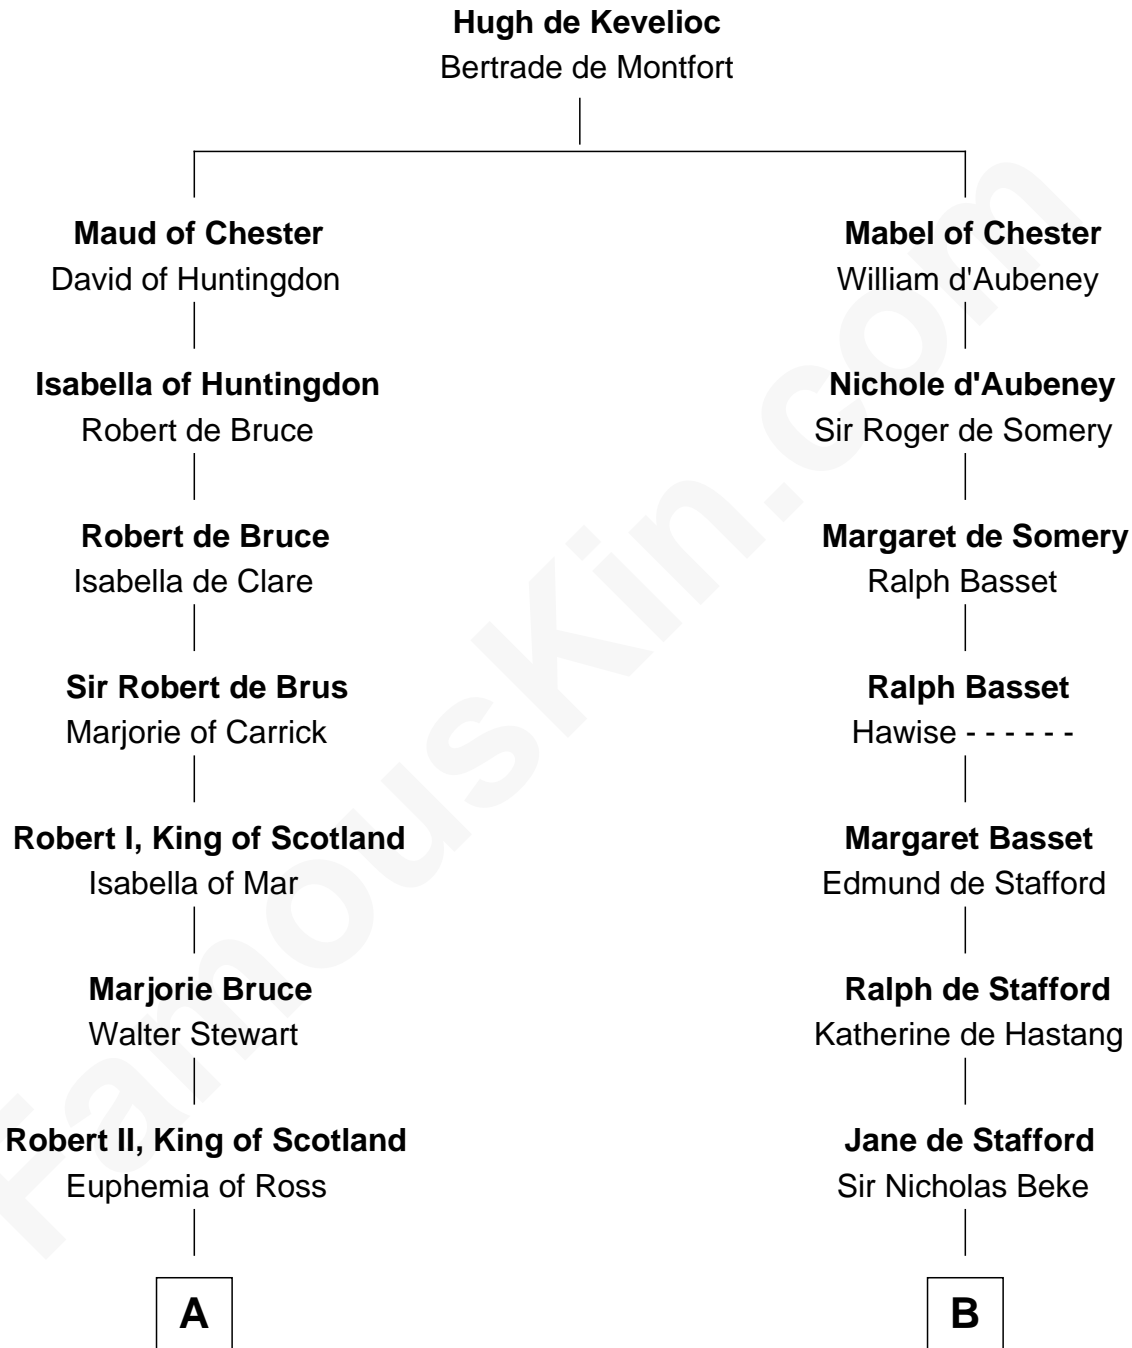 Hugh de Kevelioc
Bertrade de Montfort
Maud of Chester
David of Huntingdon
Mabel of Chester
William d'Aubeney
Isabella of Huntingdon
Robert de Bruce
Nichole d'Aubeney
Sir Roger de Somery
Robert de Bruce
Isabella de Clare
Margaret de Somery
Ralph Basset
Sir Robert de Brus
Marjorie of Carrick
Ralph Basset
Hawise - - - - - -
Robert I, King of Scotland
Isabella of Mar
Margaret Basset
Edmund de Stafford
Marjorie Bruce
Walter Stewart
Ralph de Stafford
Katherine de Hastang
Robert II, King of Scotland
Euphemia of Ross
Jane de Stafford
Sir Nicholas Beke
A
B
FamousKin.com